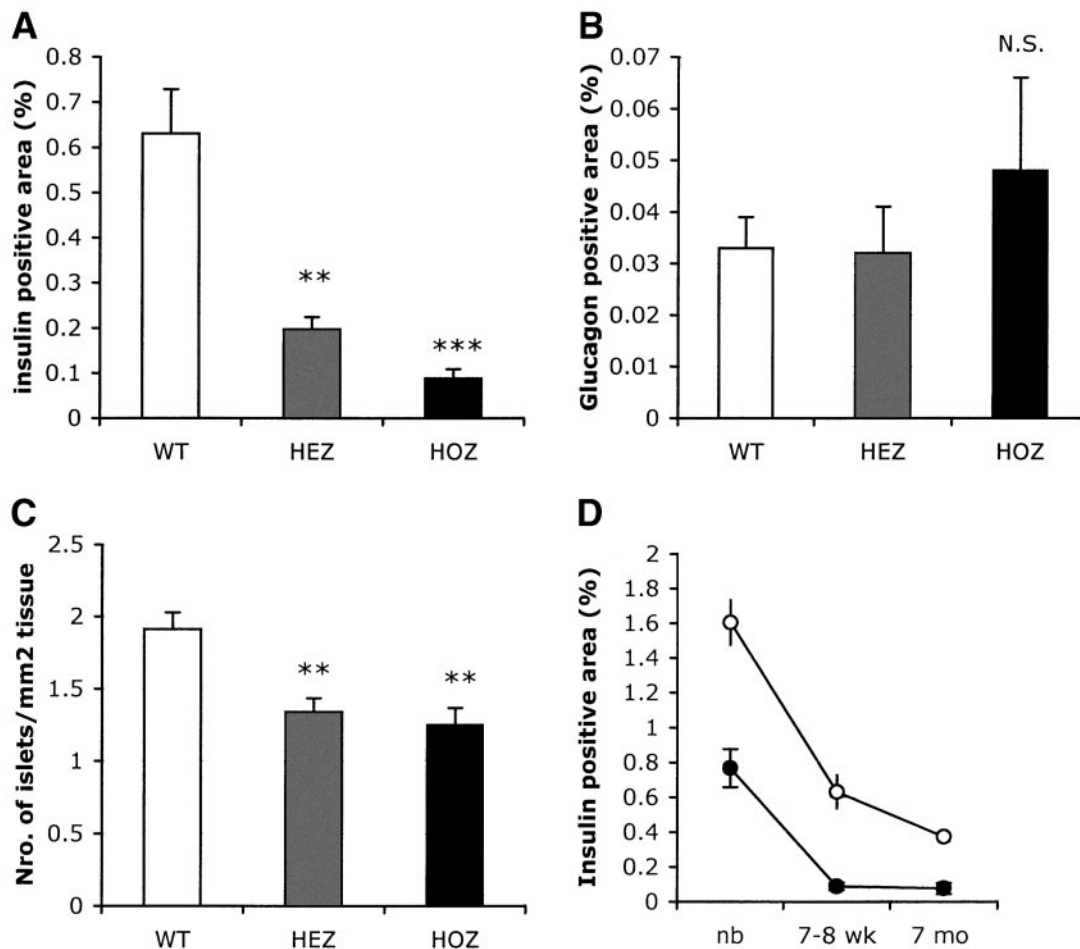 A
insulin positive area (%)
0.8
0.7
0.6
0.5
0.4
0.3
0.2
0.1
0
**
***
WT HEZ HOZ
B
Glucagon positive area (%)
0.07
0.06
0.05
0.04
0.03
0.02
0.01
0
N.S.
WT HEZ HOZ
C
Nro. of islets/mm2 tissue
2.5
2
1.5
1
0.5
0
** **
WT HEZ HOZ
D
Insulin positive area (%)
2
1.8
1.6
1.4
1.2
1
0.8
0.6
0.4
0.2
0
nb 7-8 wk 7 mo